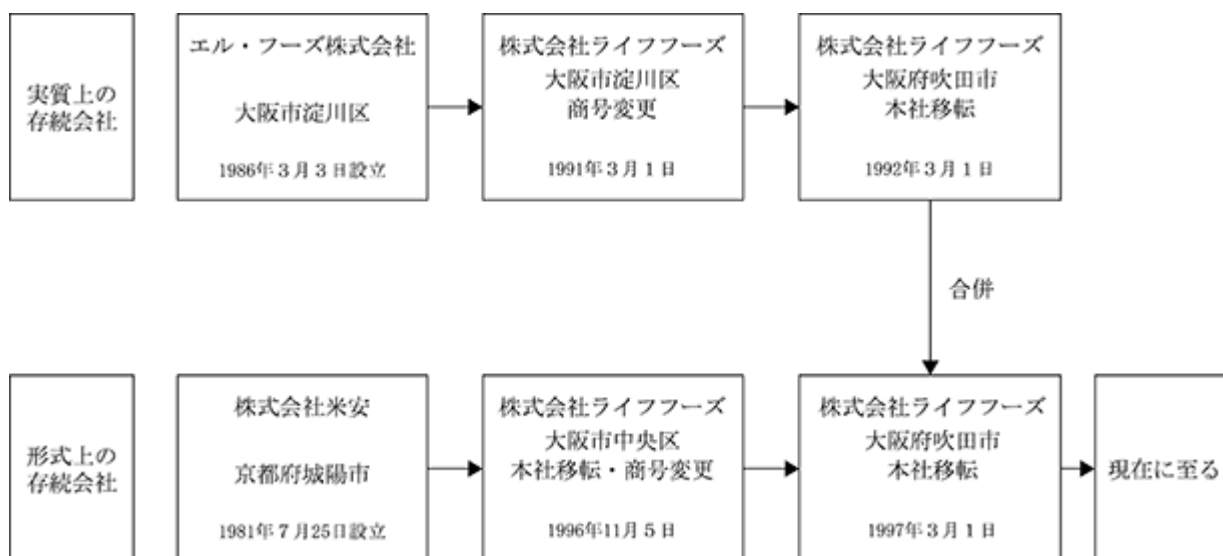 実質上の
存続会社
エル・フーズ株式会社
大阪市淀川区
1986年3月3日設立
株式会社ライフフーズ
大阪市淀川区
商号変更
1991年3月1日
株式会社ライフフーズ
大阪府吹田市
本社移転
1992年3月1日
合併
形式上の
存続会社
株式会社米安
京都府城陽市
1981年7月25日設立
株式会社ライフフーズ
大阪市中央区
本社移転・商号変更
1996年11月5日
株式会社ライフフーズ
大阪府吹田市
本社移転
1997年3月1日
現在に至る